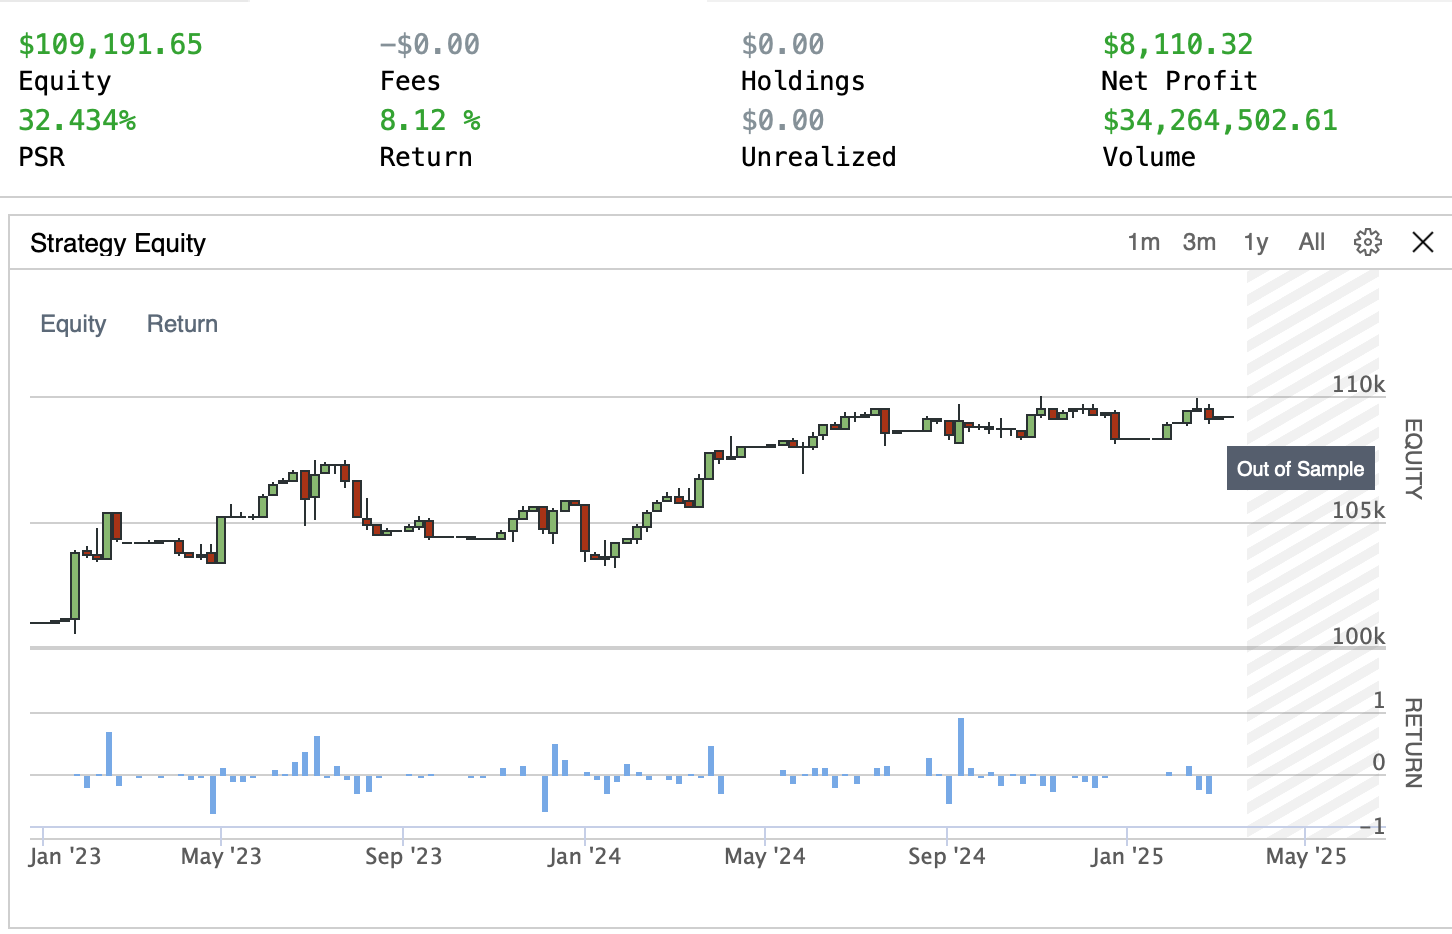 $109,191.65 −$0.00 $0.00 $8,110.32
Equity Fees Holdings Net Profit
32.434% 8.12 % $0.00 $34,264,502.61
PSR Return Unrealized Volume
Strategy Equity 1m 3m 1y All
Equity Return
110k
EQUITY
Out of Sample
105k
100k
1
RETURN
0
−1
Jan '23 May '23 Sep '23 Jan '24 May '24 Sep '24 Jan '25 May '25